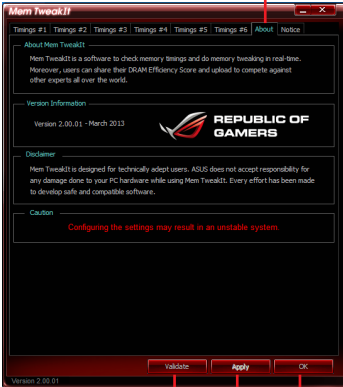 Mem TweakIt
Timings #1 Timings #2 Timings #3 Timings #4 Timings #5 Timings #6 About Notice
About Mem TweakIt
Mem TweakIt is a software to check memory timings and do memory tweaking in real-time.
Moreover, users can share their DRAM Efficiency Score and upload to compete against
other experts all over the world.
Version Information
Version 2.00.01 - March 2013
REPUBLIC OF
GAMERS
Disclaimer
Mem TweakIt is designed for technically adept users. ASUS does not accept responsibility for
any damage done to your PC hardware while using Mem TweakIt. Every effort has been made
to develop safe and compatible software.
Caution
Configuring the settings may result in an unstable system
Validate Apply OK
Version 2.00.01